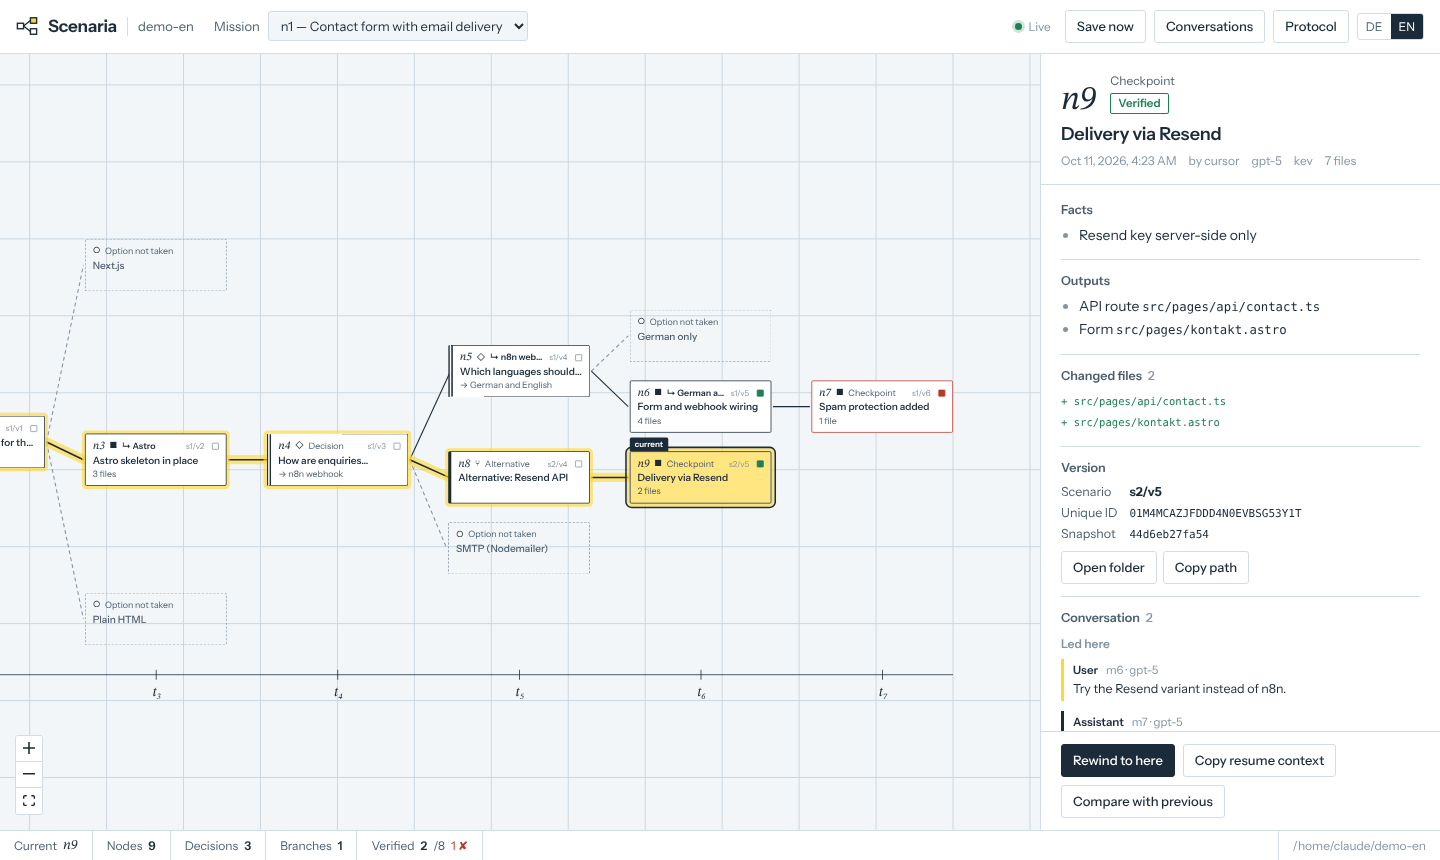 Scenaria
demo-en
Mission
n1 — Contact form with email delivery
Live
Save now
Conversations
Protocol
DE
EN
Option not taken
Next.js
s1/v1
for th...
n3 ↳ Astro s1/v2
Astro skeleton in place
3 files
n4 Decision s1/v3
How are enquiries...
→ n8n webhook
n5 ↳ n8n web... s1/v4
Which languages should...
→ German and English
Option not taken
German only
n6 ↳ German a... s1/v5
Form and webhook wiring
4 files
n7 Checkpoint s1/v6
Spam protection added
1 file
n8 Alternative s2/v4
Alternative: Resend API
current
n9 Checkpoint s2/v5
Delivery via Resend
2 files
Option not taken
SMTP (Nodemailer)
Option not taken
Plain HTML
t3 t4 t5 t6 t7
n9
Checkpoint
Verified
Delivery via Resend
Oct 11, 2026, 4:23 AM by cursor gpt-5 kev 7 files
Facts
• Resend key server-side only
Outputs
• API route src/pages/api/contact.ts
• Form src/pages/kontakt.astro
Changed files 2
+ src/pages/api/contact.ts
+ src/pages/kontakt.astro
Version
Scenario s2/v5
Unique ID 01M4MCAZJFDDD4N0EVBSG53Y1T
Snapshot 44d6eb27fa54
Open folder
Copy path
Conversation 2
Led here
User m6 · gpt-5
Try the Resend variant instead of n8n.
Assistant m7 · gpt-5
Rewind to here
Copy resume context
Compare with previous
Current n9
Nodes 9
Decisions 3
Branches 1
Verified 2 /8 1 ✘
/home/claude/demo-en